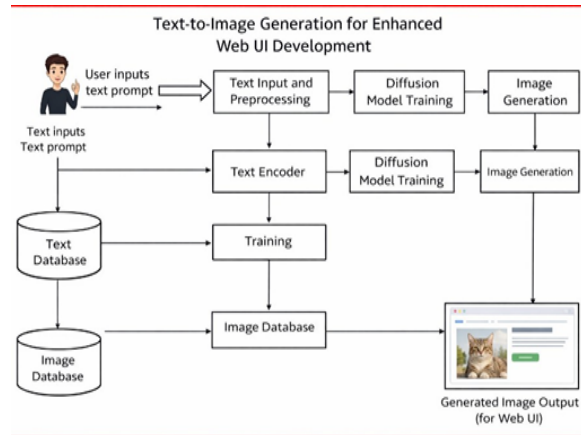 Text-to-Image Generation for Enhanced
Web UI Development
User inputs
text prompt
Text Input and
Preprocessing
Diffusion
Model Training
Image
Generation
Text inputs
Text prompt
Text Encoder
Diffusion
Model Training
Image Generation
Text
Database
Training
Image
Database
Image Database
Generated Image Output
(for Web UI)